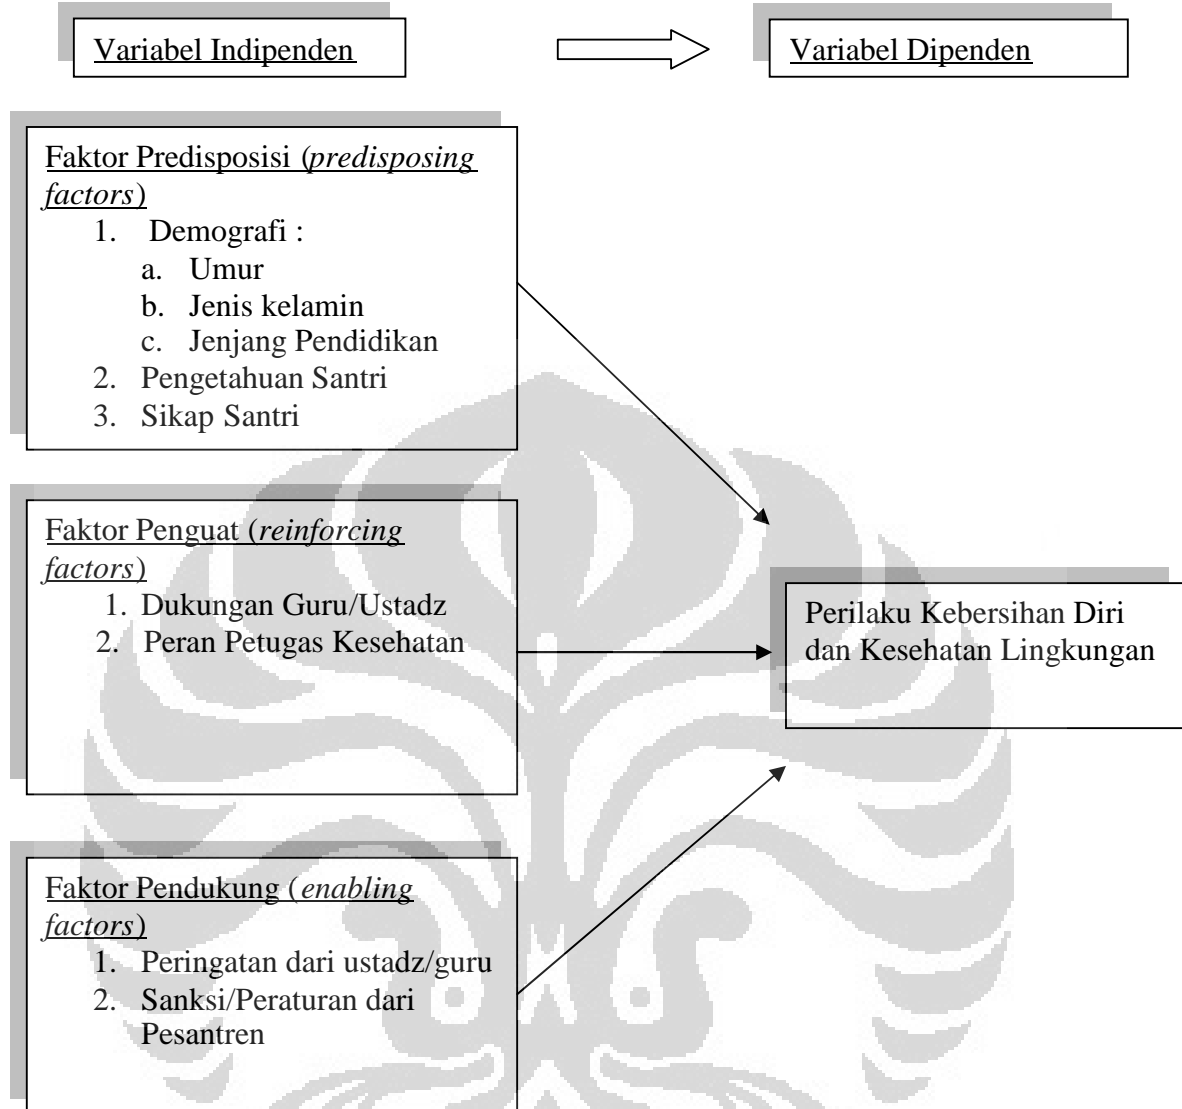 Variabel Indipenden
Variabel Dipenden
Faktor Predisposisi (predisposing
factors)
1. Demografi :
a. Umur
b. Jenis kelamin
c. Jenjang Pendidikan
2. Pengetahuan Santri
3. Sikap Santri
Faktor Penguat (reinforcing
factors)
1. Dukungan Guru/Ustadz
2. Peran Petugas Kesehatan
Perilaku Kebersihan Diri
dan Kesehatan Lingkungan
Faktor Pendukung (enabling
factors)
1. Peringatan dari ustadz/guru
2. Sanksi/Peraturan dari
Pesantren